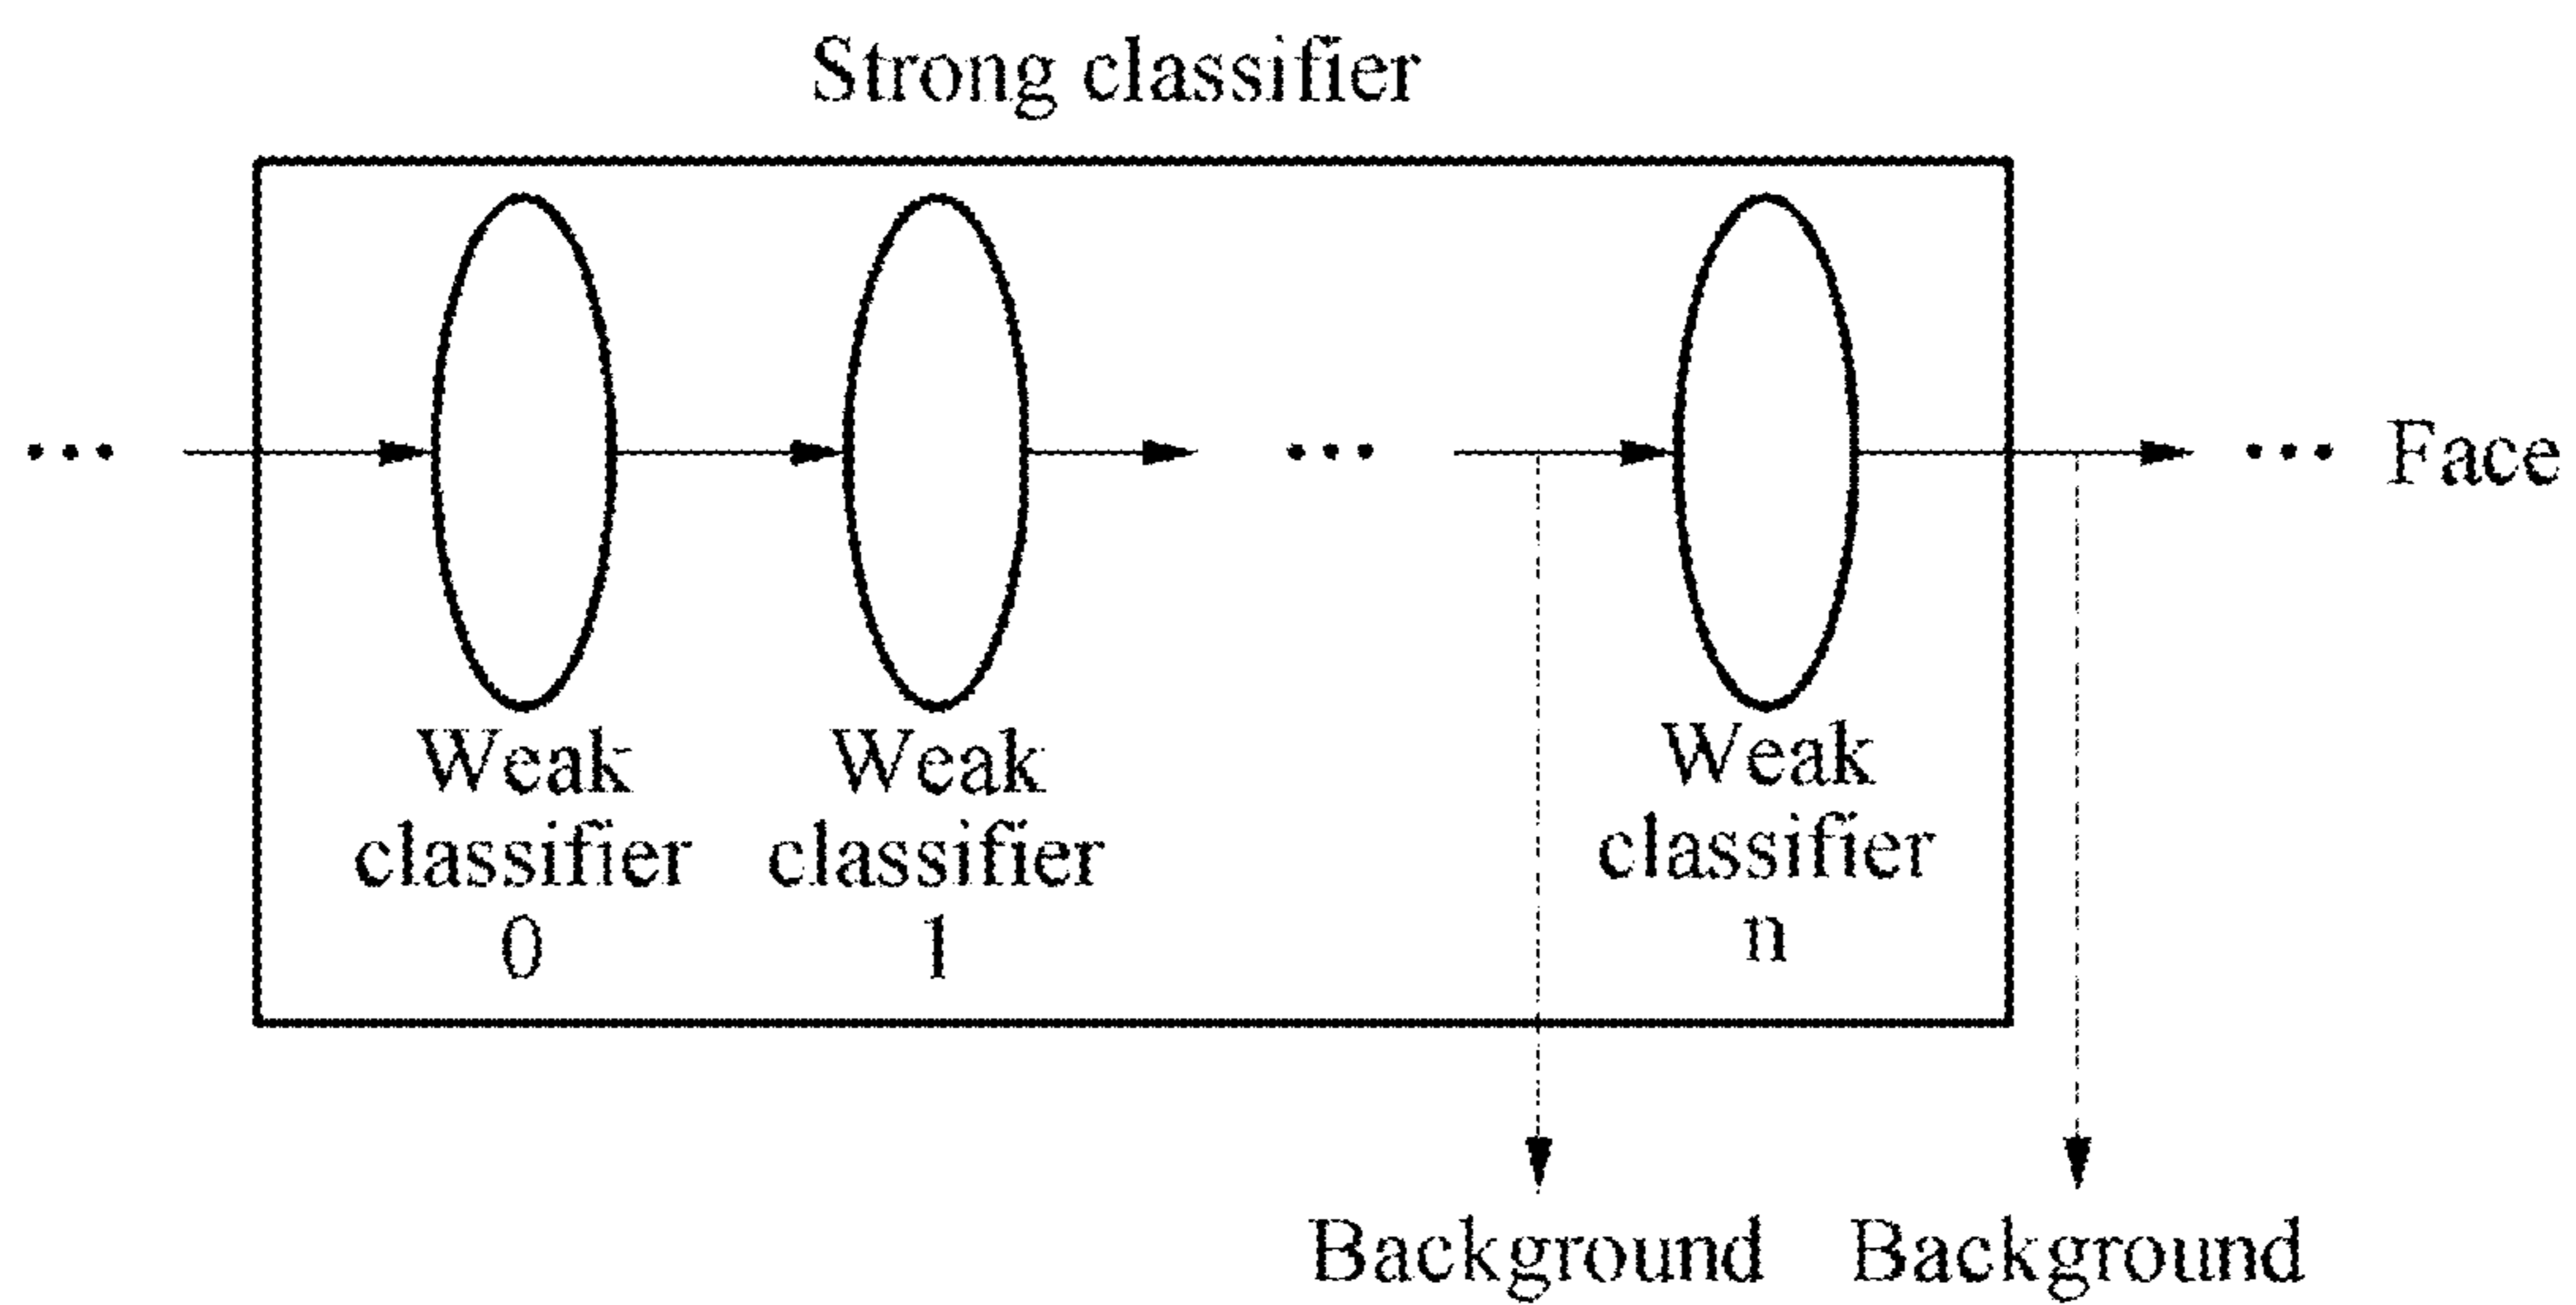 Strong classifier
... ... ... Face
Weak
classifier
0
Weak
classifier
1
Weak
classifier
n
Background
Background